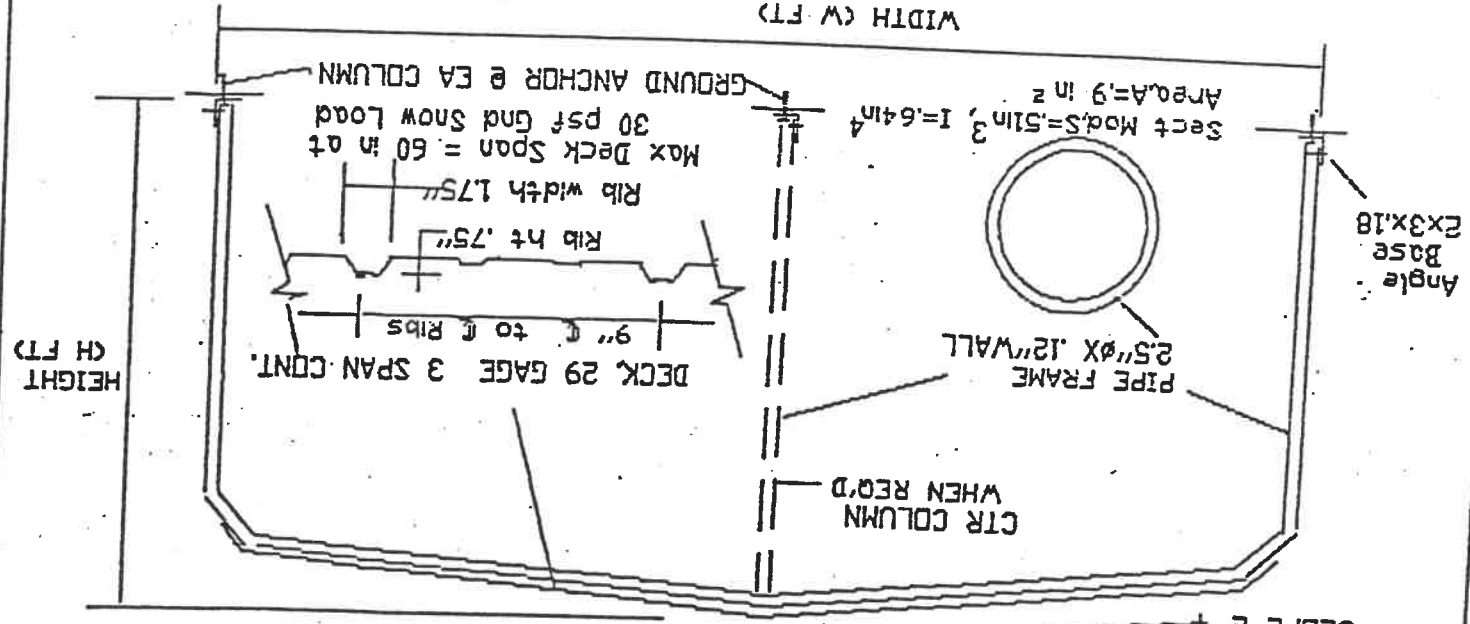 HEIGHT
(H FT)
DECK, 29 GAGE 3 SPAN CONT.
9" ℄ to ℄ Ribs
Rib ht .75"
Rib width 1.75"
Max Deck Span = 60 in at
30 psf Gnd Snow Load
GROUND ANCHOR @ EA COLUMN
CTR COLUMN
WHEN REQ'D
PIPE FRAME
2.5"øX .12"WALL
Sect Mod,S=.51in³, I=.64in⁴
Area,A=.9 in²
Angle
Base
2x3x.18
WIDTH (W FT)